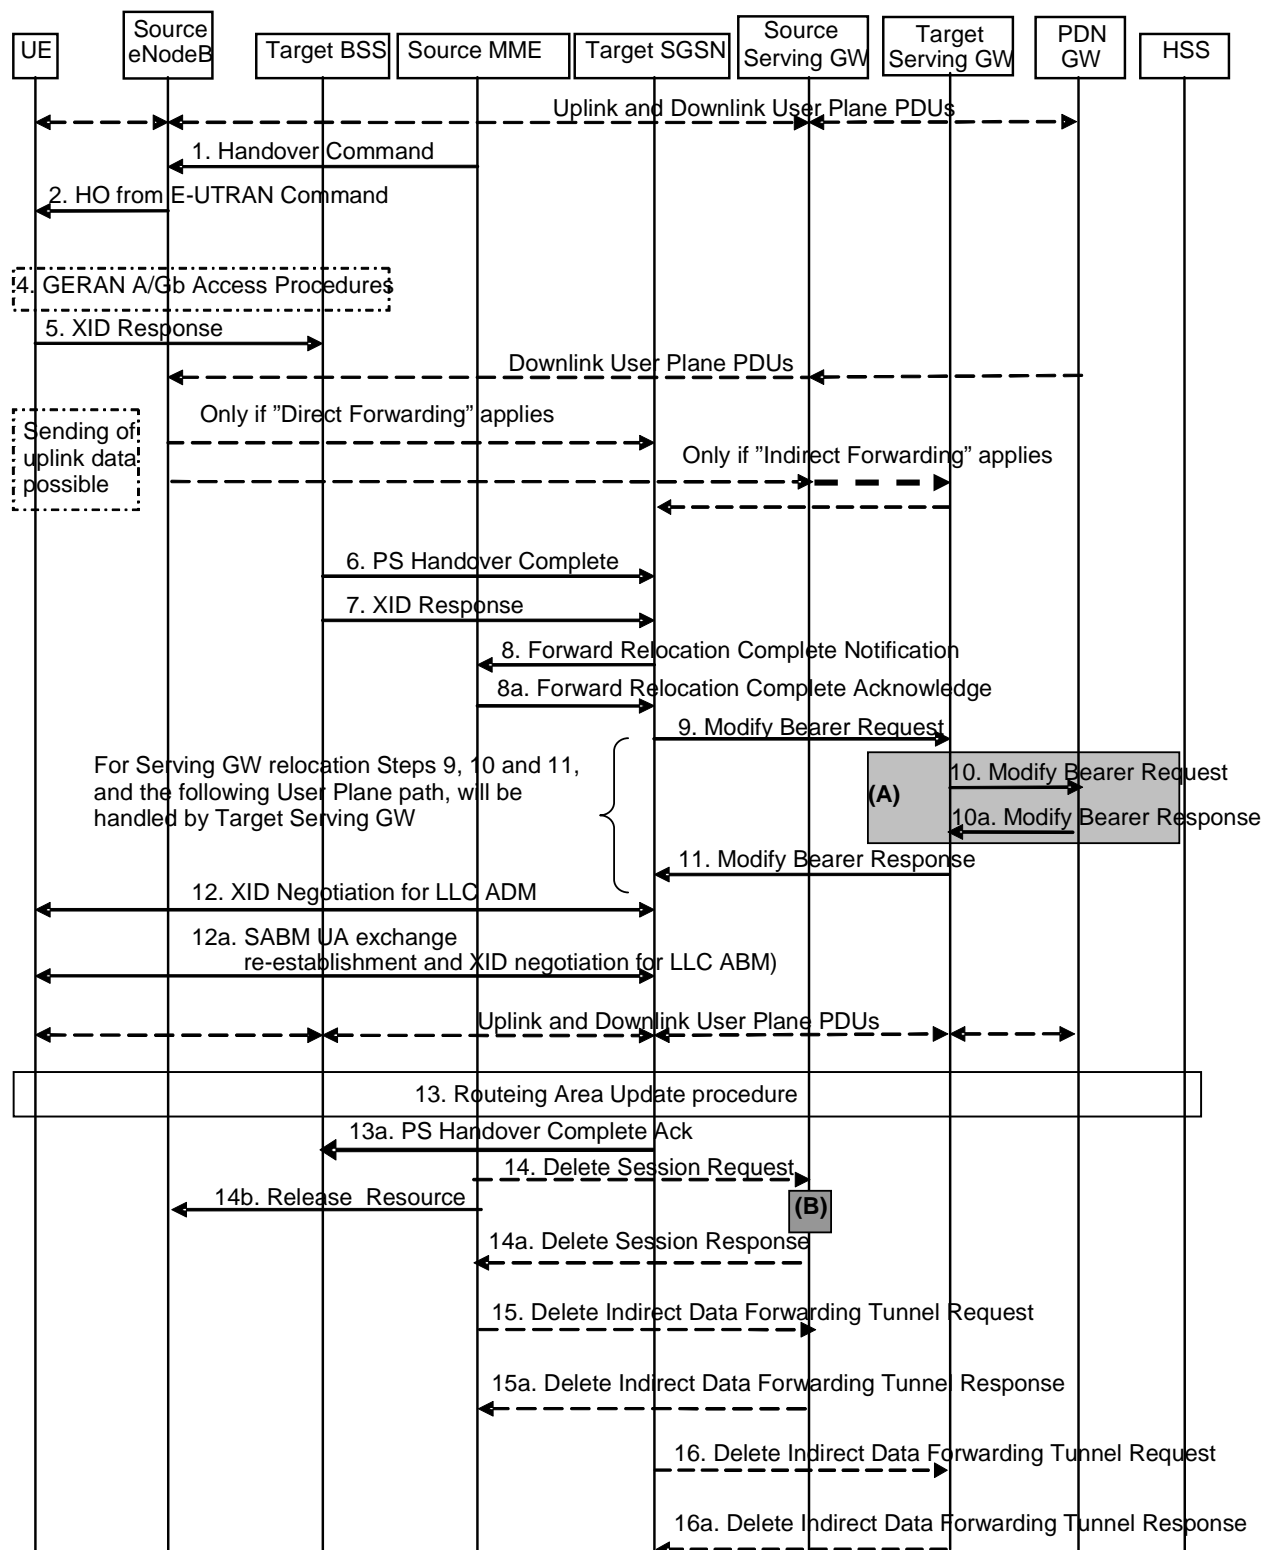 UE
Source
eNodeB
Target BSS
Source MME
Target SGSN
Source
Serving GW
Target
Serving GW
PDN
GW
HSS
Uplink and Downlink User Plane PDUs
1. Handover Command
2. HO from E-UTRAN Command
4. GERAN A/Gb Access Procedures
5. XID Response
Downlink User Plane PDUs
Only if ”Direct Forwarding” applies
Sending of
uplink data
possible
Only if ”Indirect Forwarding” applies
6. PS Handover Complete
7. XID Response
8. Forward Relocation Complete Notification
8a. Forward Relocation Complete Acknowledge
9. Modify Bearer Request
For Serving GW relocation Steps 9, 10 and 11,
and the following User Plane path, will be
handled by Target Serving GW
(A)
10. Modify Bearer Request
10a. Modify Bearer Response
11. Modify Bearer Response
12. XID Negotiation for LLC ADM
12a. SABM UA exchange
re-establishment and XID negotiation for LLC ABM)
Uplink and Downlink User Plane PDUs
13. Routeing Area Update procedure
13a. PS Handover Complete Ack
14. Delete Session Request
14b. Release Resource
(B)
14a. Delete Session Response
15. Delete Indirect Data Forwarding Tunnel Request
15a. Delete Indirect Data Forwarding Tunnel Response
16. Delete Indirect Data Forwarding Tunnel Request
16a. Delete Indirect Data Forwarding Tunnel Response